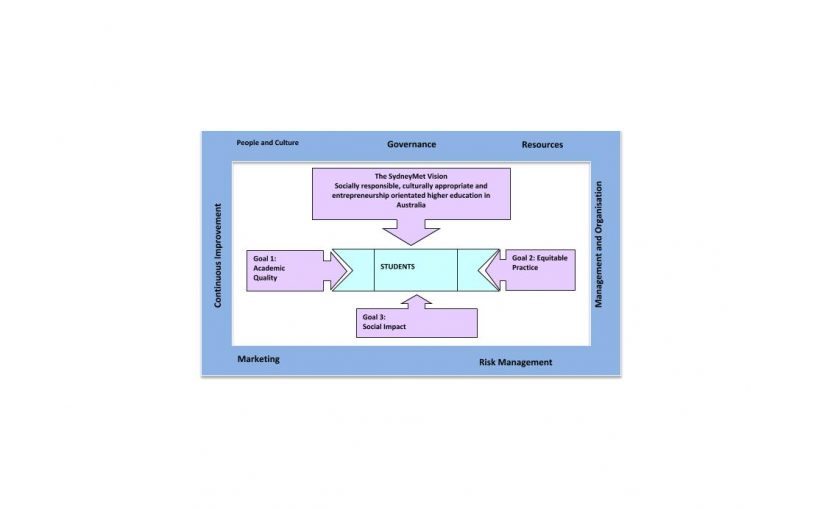 People and Culture
Governance
Resources
The SydneyMet Vision
Socially responsible, culturally appropriate and
entrepreneurship orientated higher education in
Australia
Continuous Improvement
Management and Organisation
Goal 1:
Academic
Quality
STUDENTS
Goal 2: Equitable
Practice
Goal 3:
Social Impact
Marketing
Risk Management